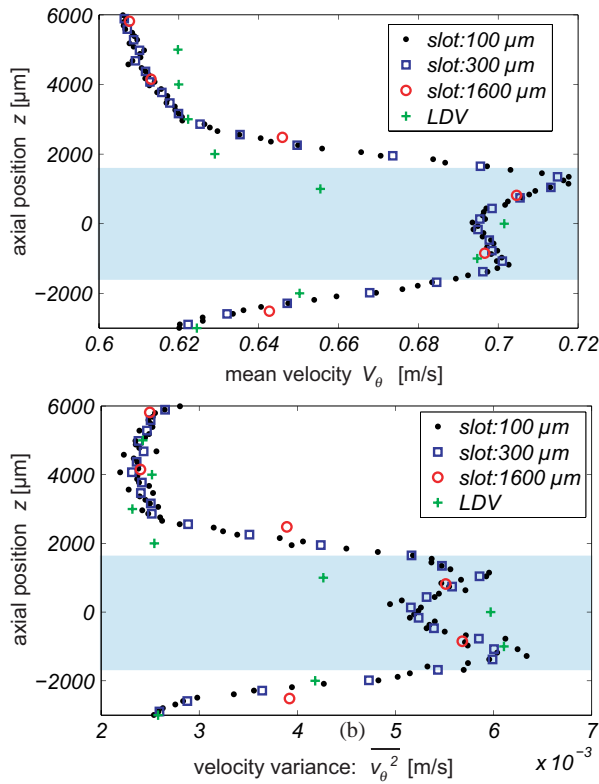 6000
4000
2000
0
−2000
axial position z [µm]
slot:100 µm
slot:300 µm
slot:1600 µm
LDV
0.6 0.62 0.64 0.66 0.68 0.7 0.72
mean velocity Vθ [m/s]
6000
4000
2000
0
−2000
axial position z [µm]
slot:100 µm
slot:300 µm
slot:1600 µm
LDV
(b)
2 3 4 5 6 7
x 10⁻³
velocity variance: v_θ²